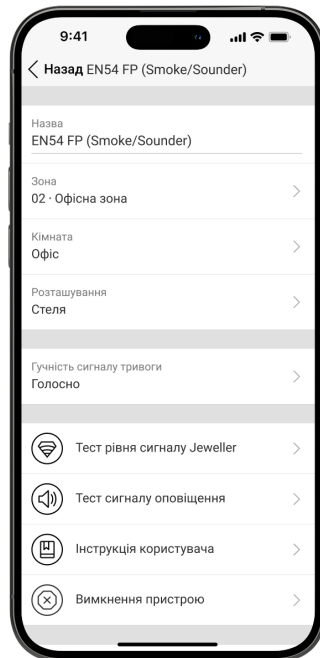 9:41
Назад EN54 FP (Smoke/Sounder)
Назва
EN54 FP (Smoke/Sounder)
Зона
02 · Офісна зона
Кімната
Офіс
Розташування
Стеля
Гучність сигналу тривоги
Голосно
Тест рівня сигналу Jeweller
Тест сигналу оповіщення
Інструкція користувача
Вимкнення пристрою